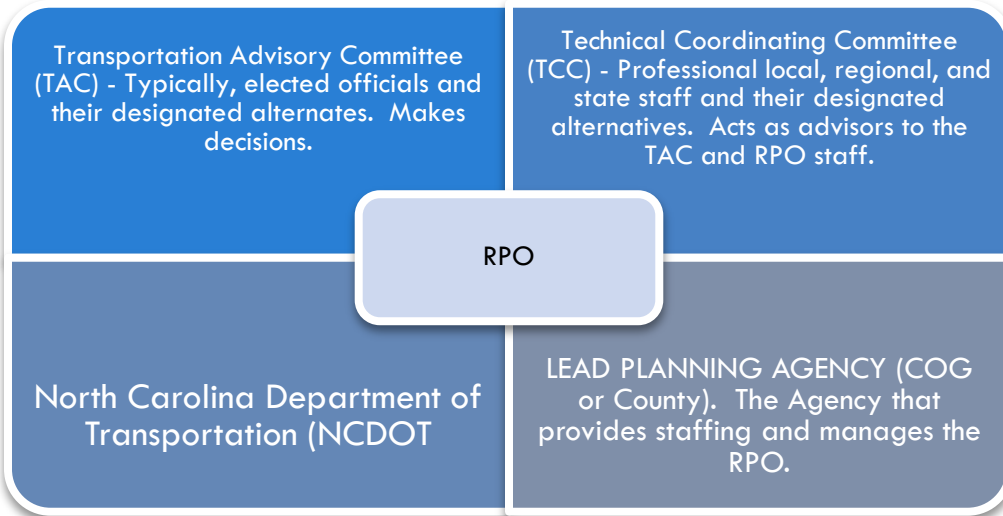 Transportation Advisory Committee
(TAC) - Typically, elected officials and
their designated alternates.  Makes
decisions.
Technical Coordinating Committee
(TCC) - Professional local, regional, and
state staff and their designated
alternatives.  Acts as advisors to the
TAC and RPO staff.
RPO
North Carolina Department of
Transportation (NCDOT
LEAD PLANNING AGENCY (COG
or County).  The Agency that
provides staffing and manages the
RPO.